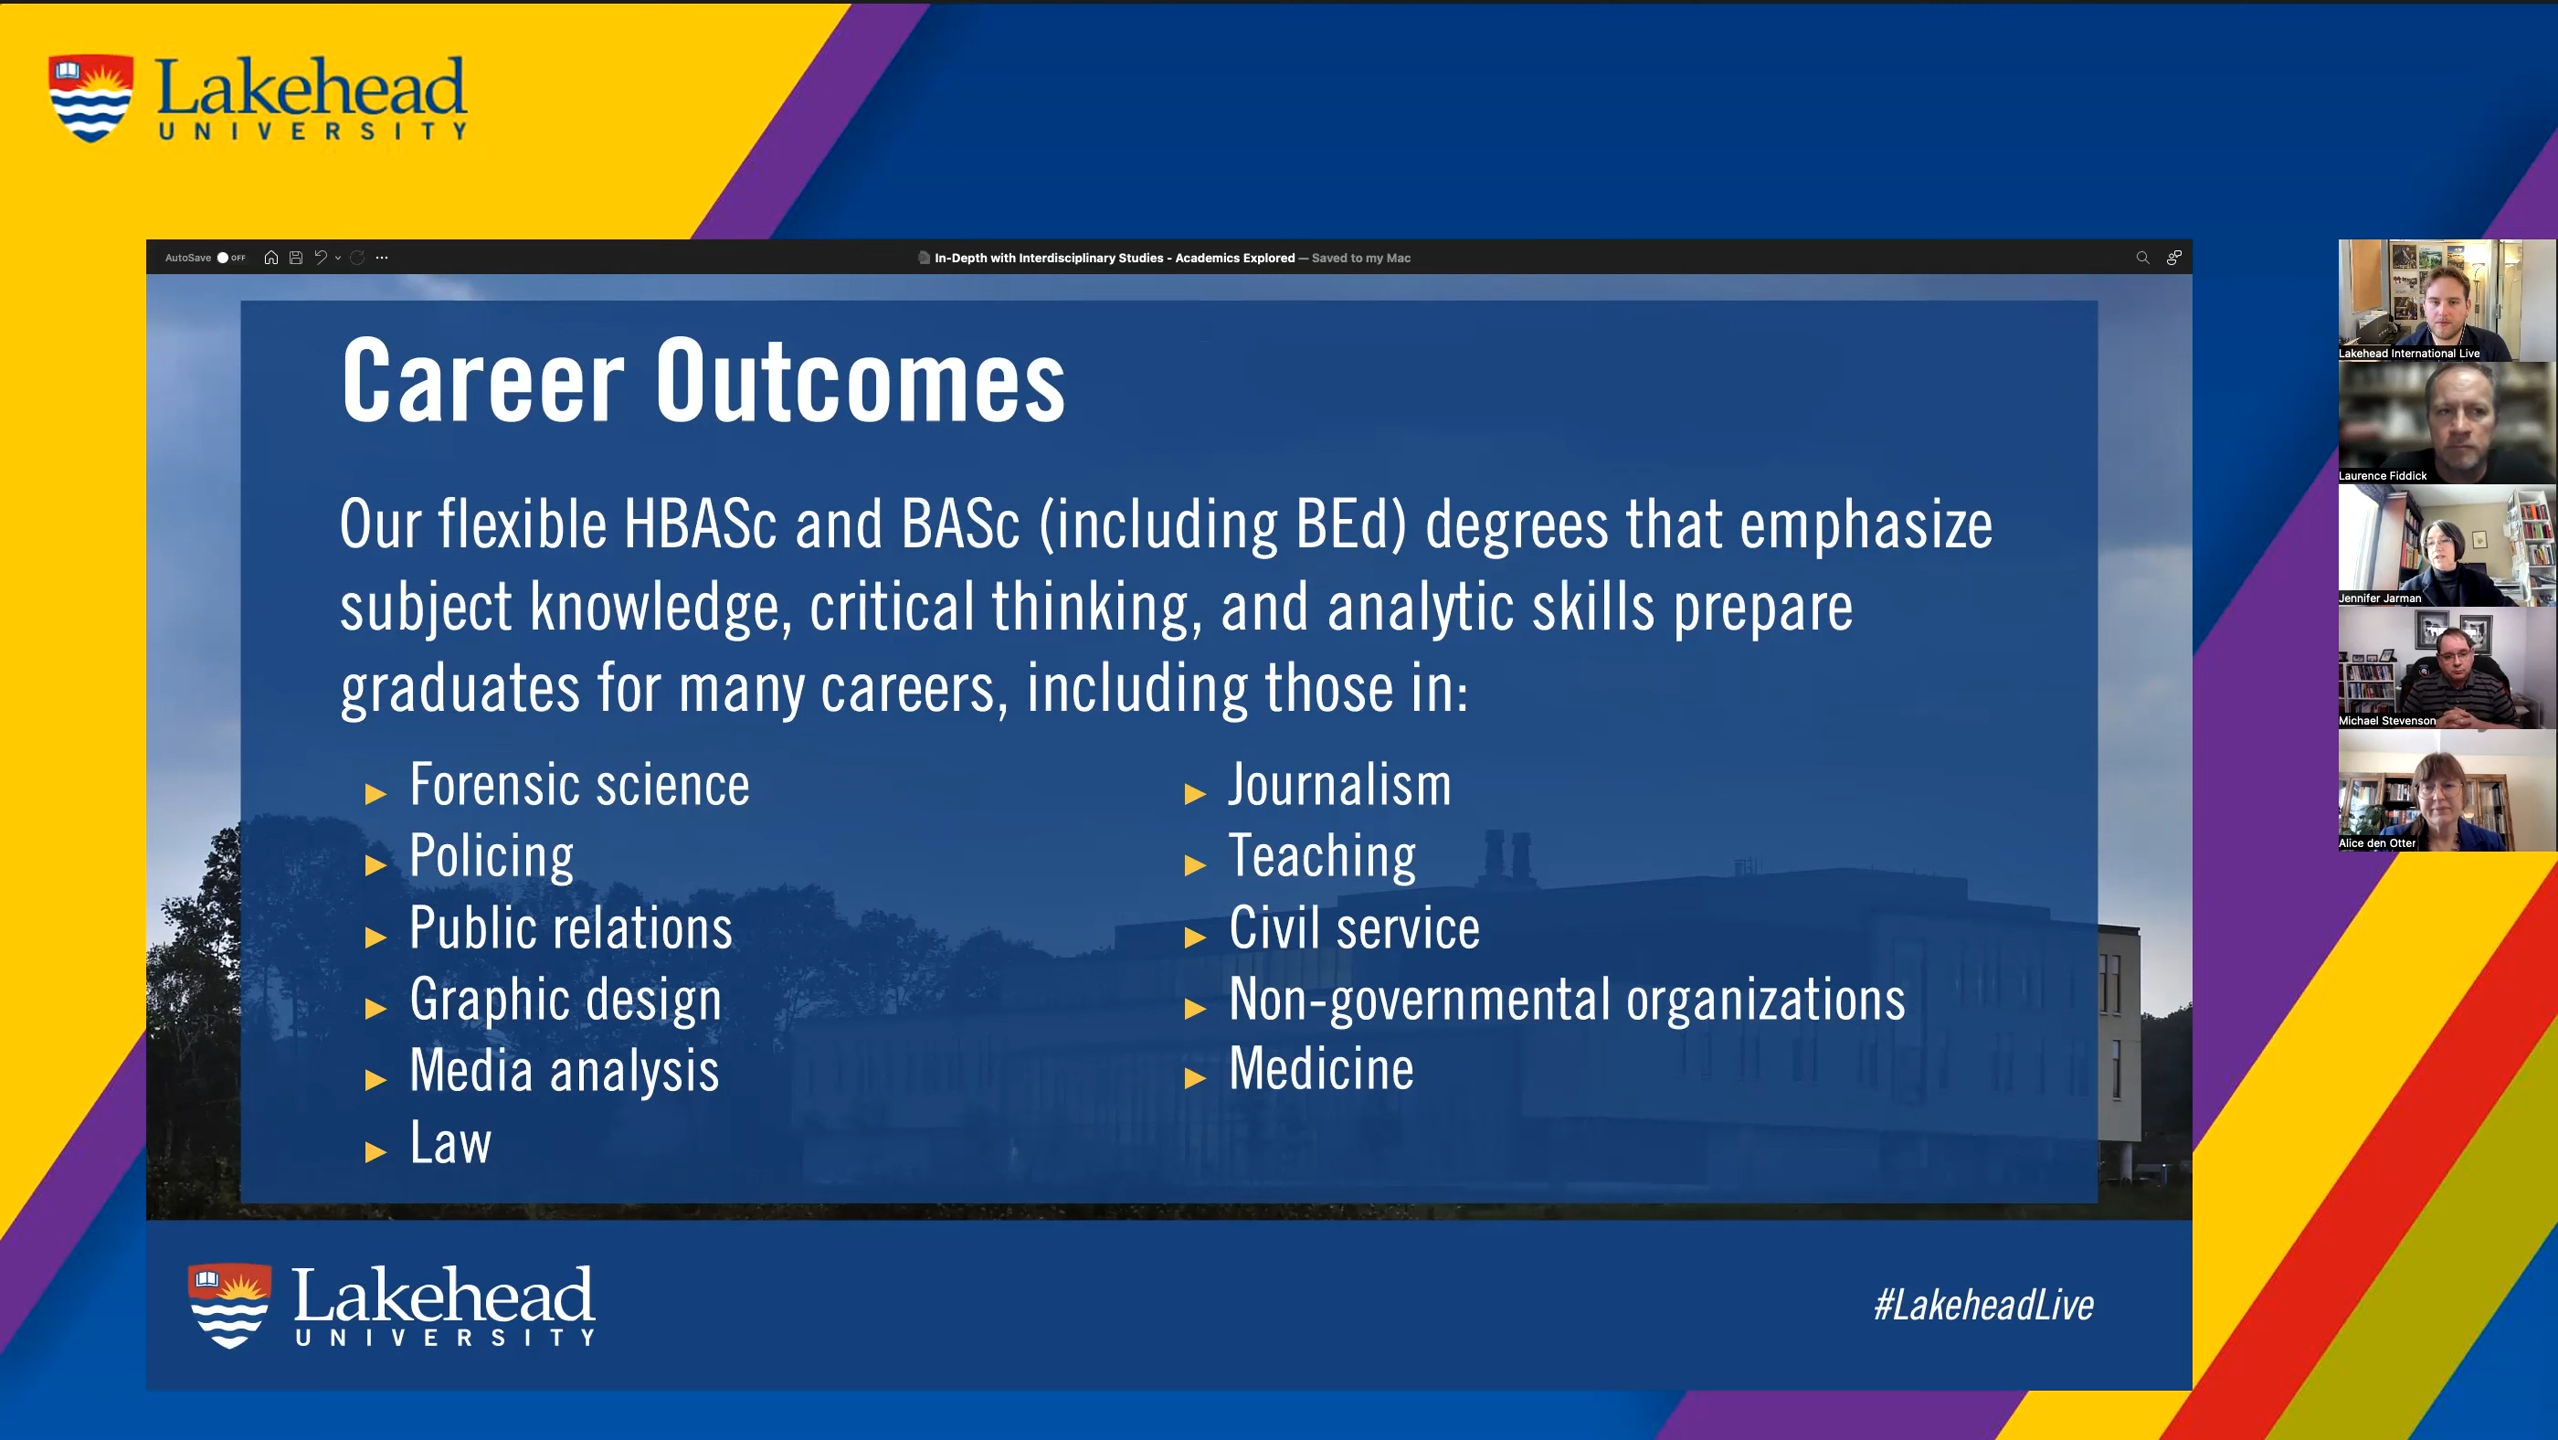 Lakehead
UNIVERSITY
AutoSave OFF
In-Depth with Interdisciplinary Studies - Academics Explored — Saved to my Mac
Career Outcomes
Our flexible HBASc and BASc (including BEd) degrees that emphasize
subject knowledge, critical thinking, and analytic skills prepare
graduates for many careers, including those in:
Forensic science
Policing
Public relations
Graphic design
Media analysis
Law
Journalism
Teaching
Civil service
Non-governmental organizations
Medicine
Lakehead
UNIVERSITY
#LakeheadLive
Lakehead International Live
Laurence Fiddick
Jennifer Jarman
Michael Stevenson
Alice den Otter